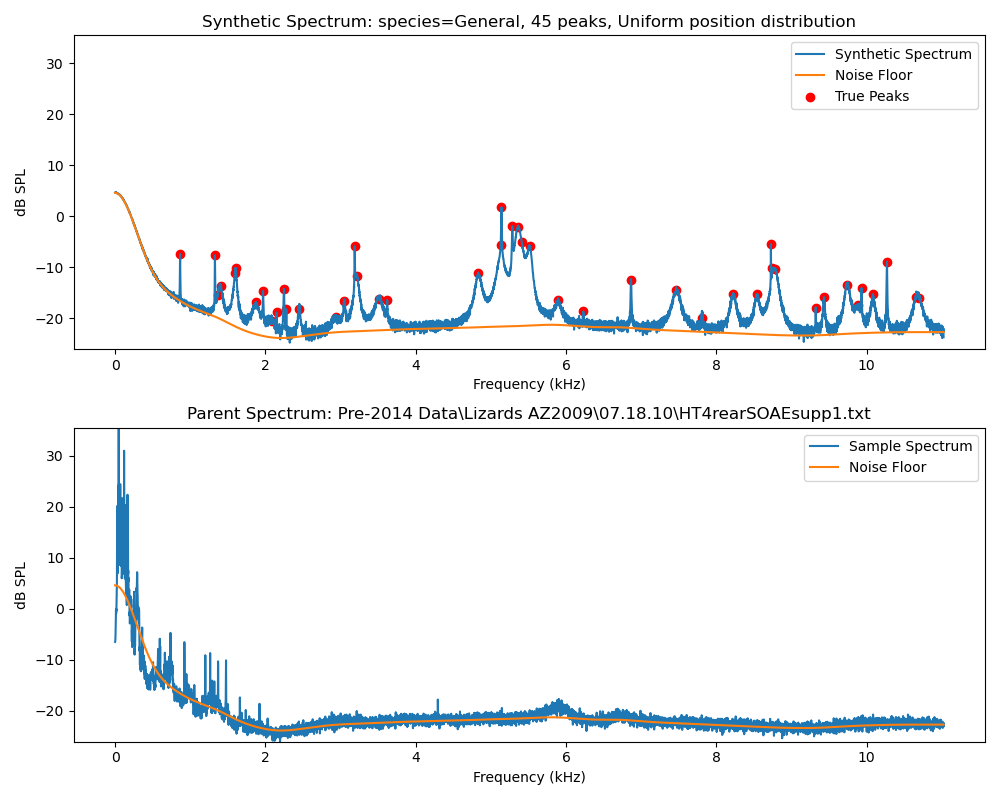 Synthetic Spectrum: species=General, 45 peaks, Uniform position distribution
Synthetic Spectrum
Noise Floor
True Peaks
dB SPL
30
20
10
0
−10
−20
0 2 4 6 8 10
Frequency (kHz)
Parent Spectrum: Pre-2014 Data\Lizards AZ2009\07.18.10\HT4rearSOAEsupp1.txt
Sample Spectrum
Noise Floor
dB SPL
30
20
10
0
−10
−20
0 2 4 6 8 10
Frequency (kHz)